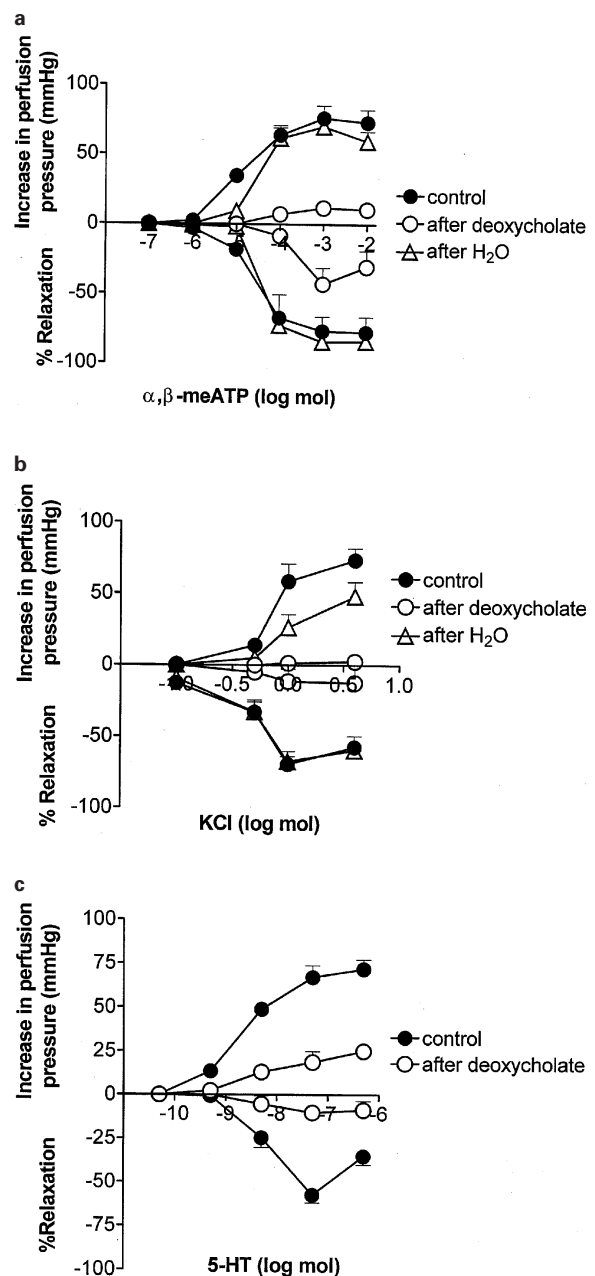 a
Increase in perfusion
pressure (mmHg)
% Relaxation
100
50
0
-50
-100
-7 -6 -4 -3 -2
control
after deoxycholate
after H₂O
α,β-meATP (log mol)
b
Increase in perfusion
pressure (mmHg)
% Relaxation
100
50
0
-50
-100
-0.5 0.0 0.5 1.0
control
after deoxycholate
after H₂O
KCl (log mol)
c
Increase in perfusion
pressure (mmHg)
%Relaxation
100
75
50
25
0
-25
-50
-75
-100
-10 -9 -8 -7 -6
control
after deoxycholate
5-HT (log mol)